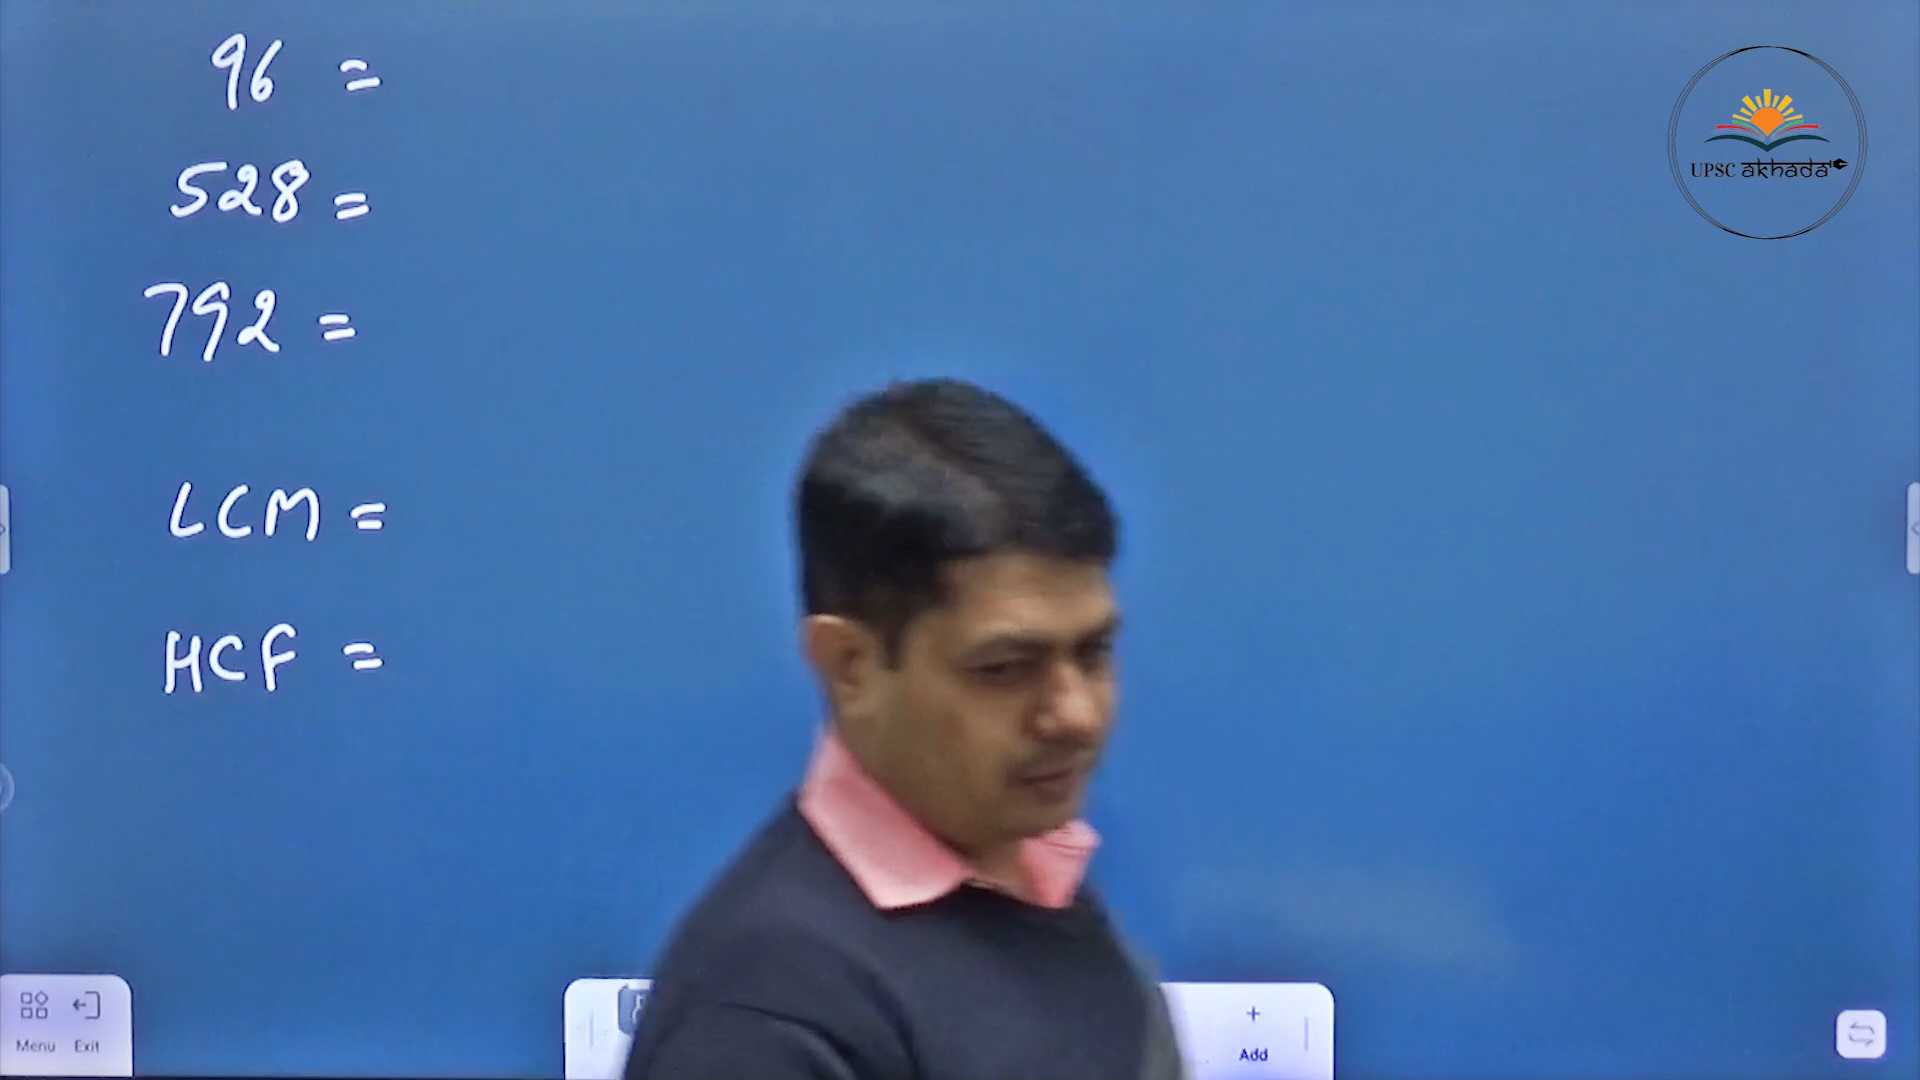 96 =
528 =
792 =
LCM =
HCF =
UPSC akhada
Menu Exit
+
Add